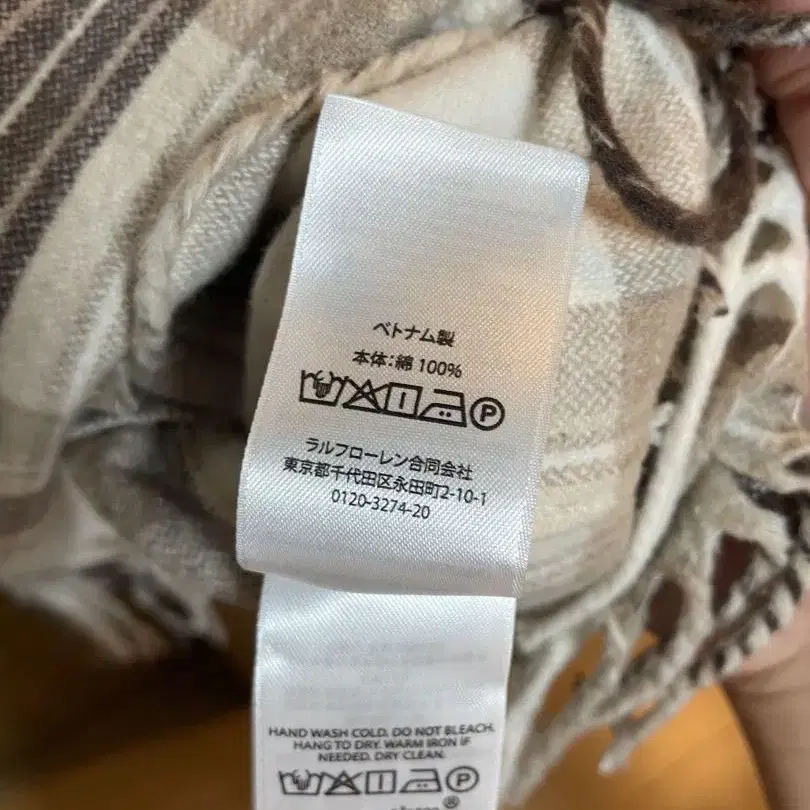 ベトナム製
本体:綿 100%
P
ラルフローレン合同会社
東京都千代田区永田町2-10-1
0120-3274-20
HAND WASH COLD. DO NOT BLEACH.
HANG TO DRY. WARM IRON IF
NEEDED. DRY CLEAN.
P